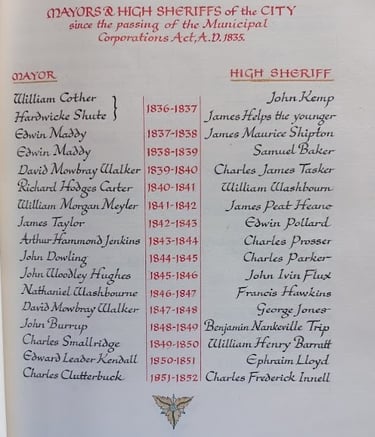 MAYORS & HIGH SHERIFFS of the CITY
since the passing of the Municipal
Corporations Act, A.D. 1835.
MAYOR HIGH SHERIFF
William Cother } 1836-1837 John Kemp
Hardwicke Shute James Helps the younger
Edwin Maddy 1837-1838 James Maurice Shipton
Edwin Maddy 1838-1839 Samuel Baker
David Mowbray Walker 1839-1840 Charles James Tasker
Richard Hodges Carter 1840-1841 William Washbourn
William Morgan Meyler 1841-1842 James Peat Heane
James Taylor 1842-1843 Edwin Pollard
Arthur Hammond Jenkins 1843-1844 Charles Prosser
John Dowling 1844-1845 Charles Parker
John Woodley Hughes 1845-1846 John Ivin Flux
Nathaniel Washbourne 1846-1847 Francis Hawkins
David Mowbray Walker 1847-1848 George Jones
John Burrup 1848-1849 Benjamin Nankeville Trip
Charles Smallridge 1849-1850 William Henry Barratt
Edward Leader Kendall 1850-1851 Ephraim Lloyd
Charles Clutterbuck 1851-1852 Charles Frederick Innell